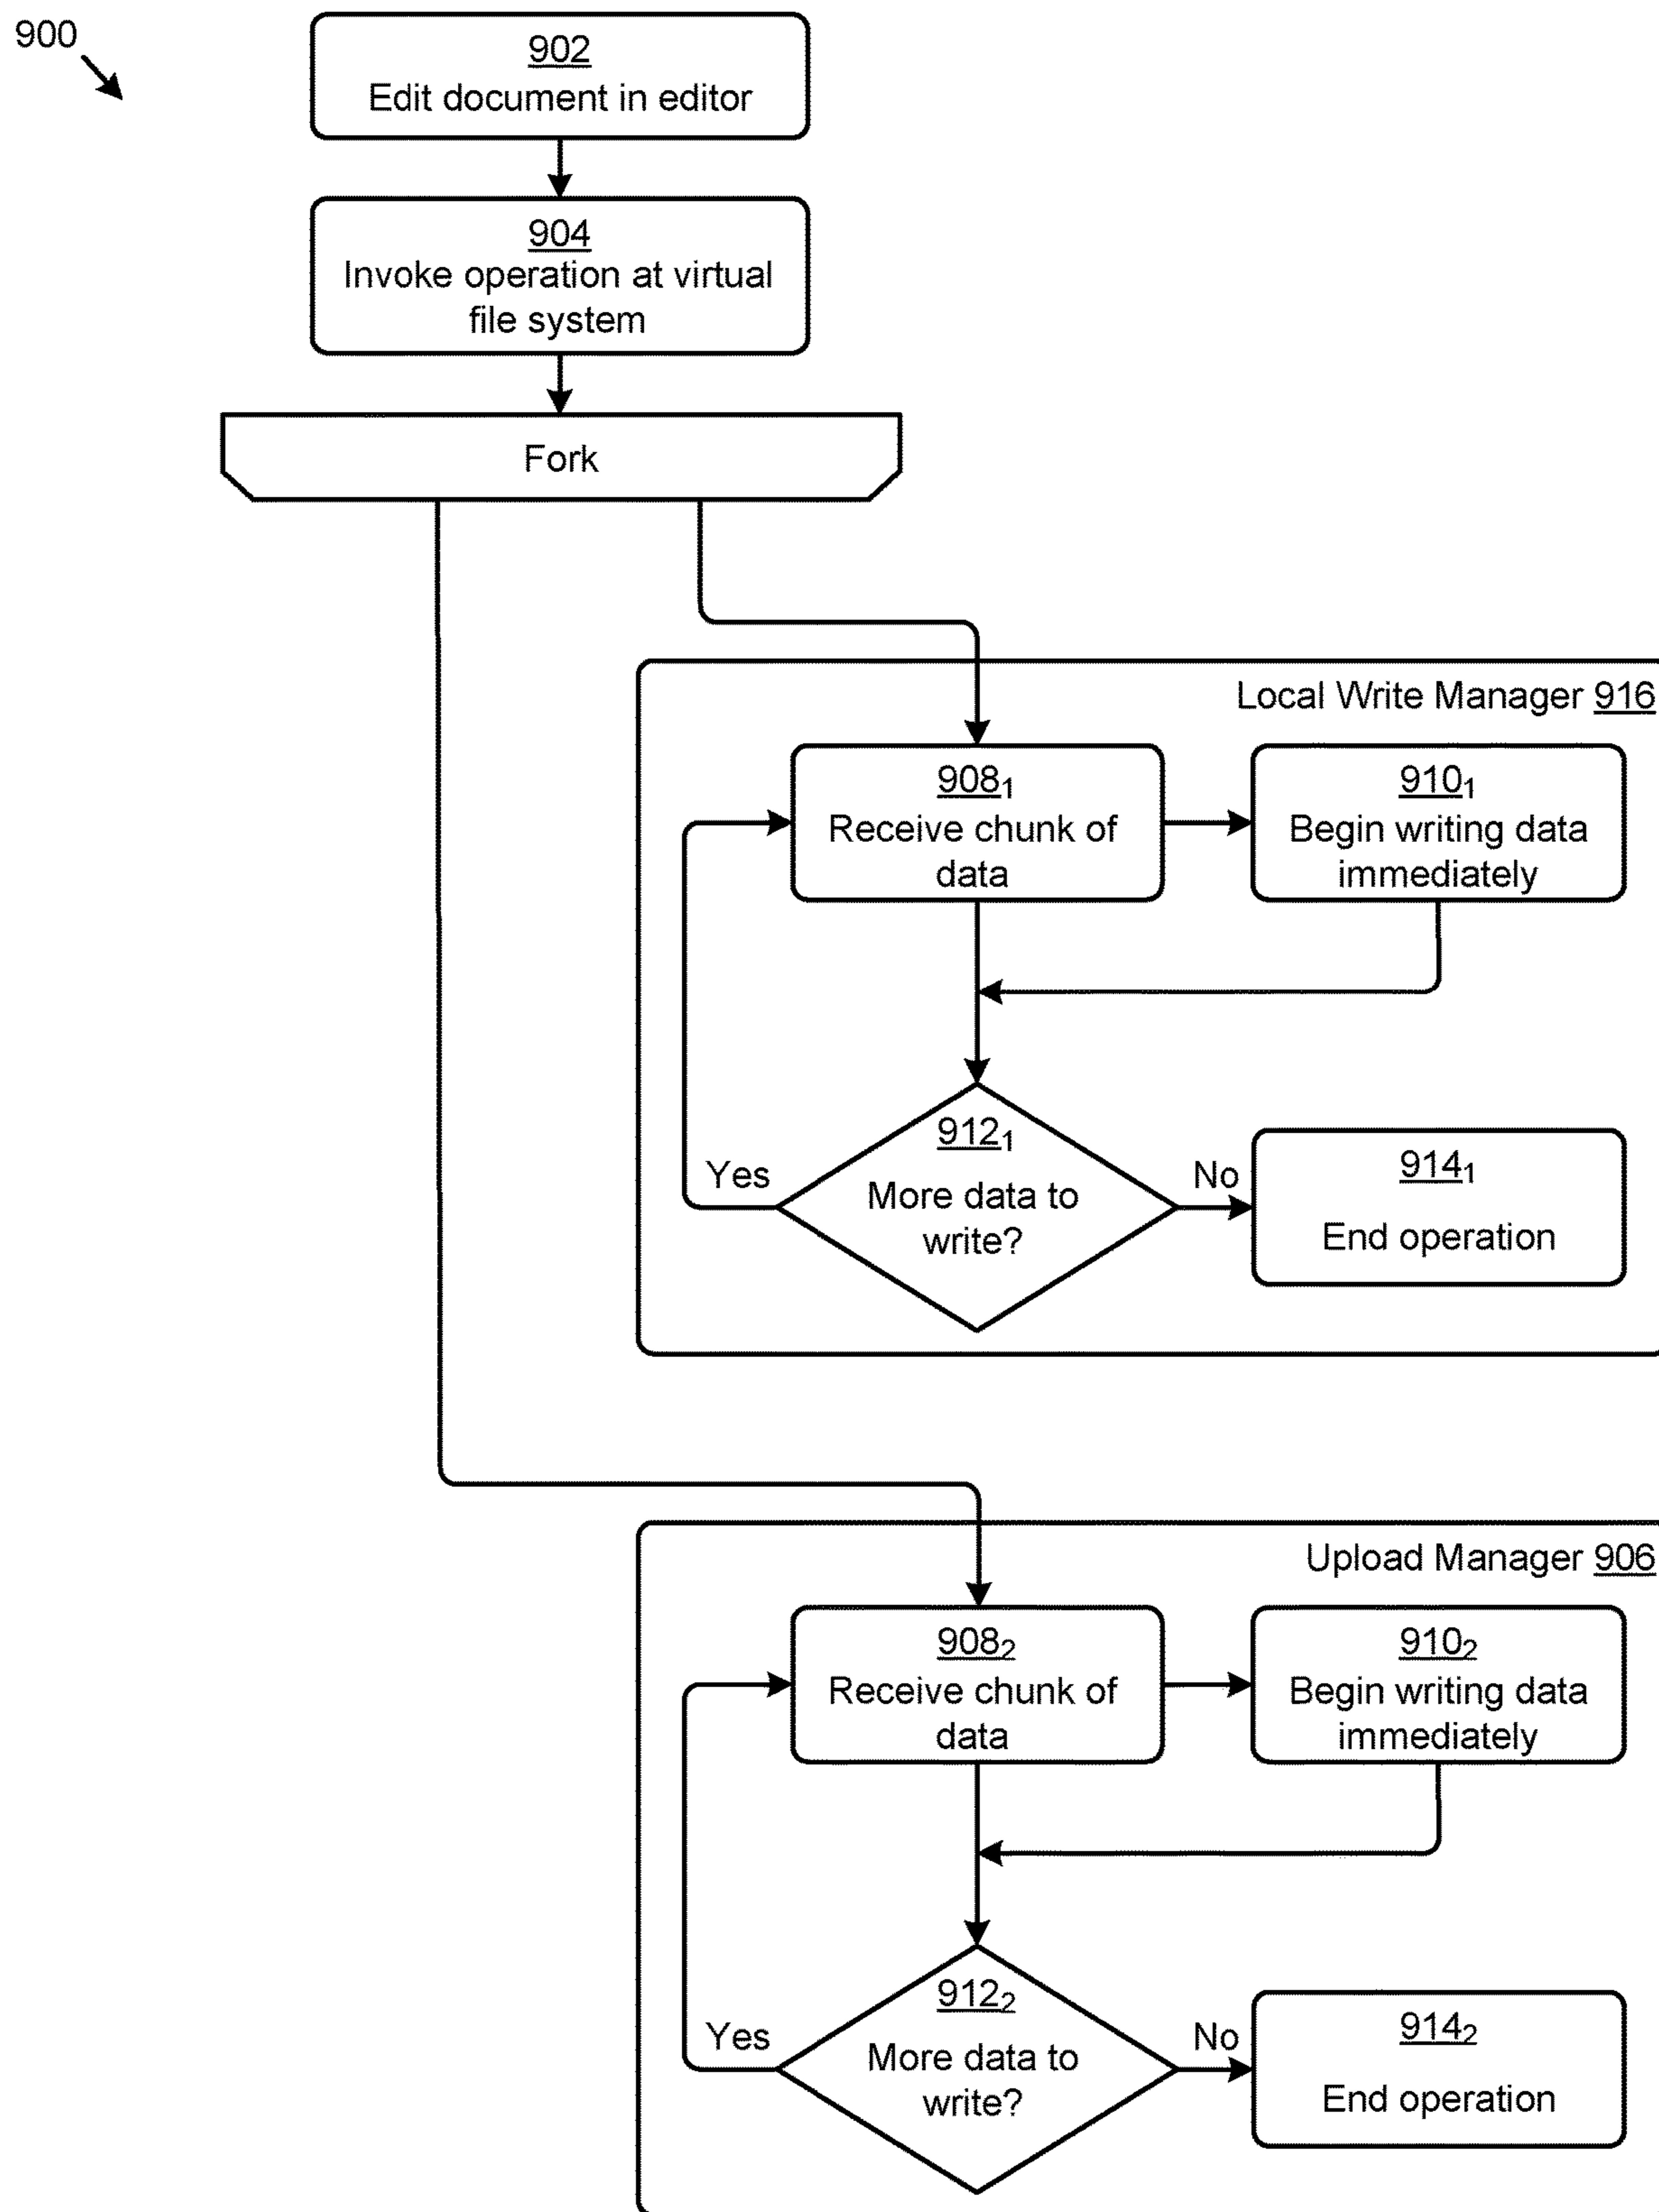 900
902
Edit document in editor
904
Invoke operation at virtual
file system
Fork
Local Write Manager 916
908₁
Receive chunk of
data
910₁
Begin writing data
immediately
912₁
More data to
write?
Yes
No
914₁
End operation
Upload Manager 906
908₂
Receive chunk of
data
910₂
Begin writing data
immediately
912₂
More data to
write?
Yes
No
914₂
End operation